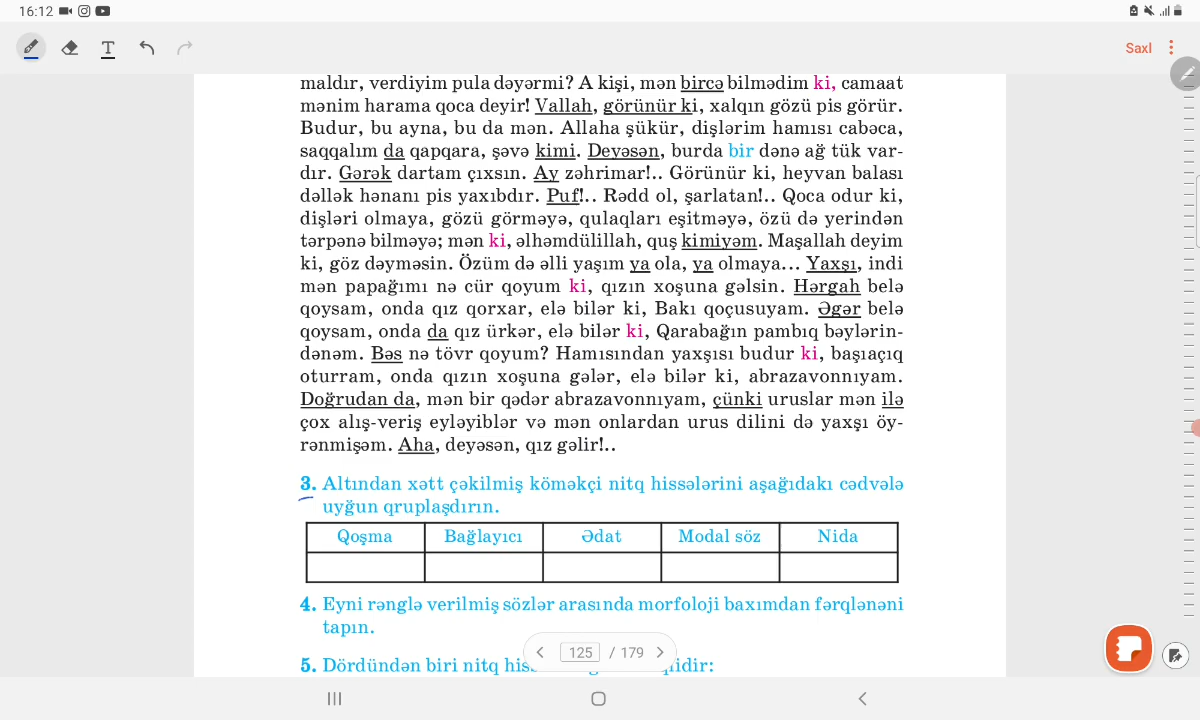 16:12
Saxl
maldır, verdiyim pula dəyərmi? A kişi, mən bircə bilmədim ki, camaat
mənim harama qoca deyir! Vallah, görünür ki, xalqın gözü pis görür.
Budur, bu ayna, bu da mən. Allaha şükür, dişlərim hamısı cabəca,
saqqalım da qapqara, şəvə kimi. Deyəsən, burda bir dənə ağ tük var-
dır. Gərək dartam çıxsın. Ay zəhrimar!.. Görünür ki, heyvan balası
dəllək hənanı pis yaxıbdır. Puf!.. Rədd ol, şarlatan!.. Qoca odur ki,
dişləri olmaya, gözü görməyə, qulaqları eşitməyə, özü də yerindən
tərpənə bilməyə; mən ki, əlhəmdülillah, quş kimiyəm. Maşallah deyim
ki, göz dəyməsin. Özüm də əlli yaşım ya ola, ya olmaya... Yaxşı, indi
mən papağımı nə cür qoyum ki, qızın xoşuna gəlsin. Hərgah belə
qoysam, onda qız qorxar, elə bilər ki, Bakı qoçusuyam. Əgər belə
qoysam, onda da qız ürkər, elə bilər ki, Qarabağın pambıq bəylərin-
dənəm. Bəs nə tövr qoyum? Hamısından yaxşısı budur ki, başıaçıq
oturram, onda qızın xoşuna gələr, elə bilər ki, abrazavonnıyam.
Doğrudan da, mən bir qədər abrazavonnıyam, çünki uruslar mən ilə
çox alış-veriş eyləyiblər və mən onlardan urus dilini də yaxşı öy-
rənmişəm. Aha, deyəsən, qız gəlir!..
3. Altından xətt çəkilmiş köməkçi nitq hissələrini aşağıdakı cədvələ
uyğun qruplaşdırın.
Qoşma Bağlayıcı Ədat Modal söz Nida
4. Eyni rənglə verilmiş sözlər arasında morfoloji baxımdan fərqlənəni
tapın.
5. Dördündən biri nitq
125 / 179